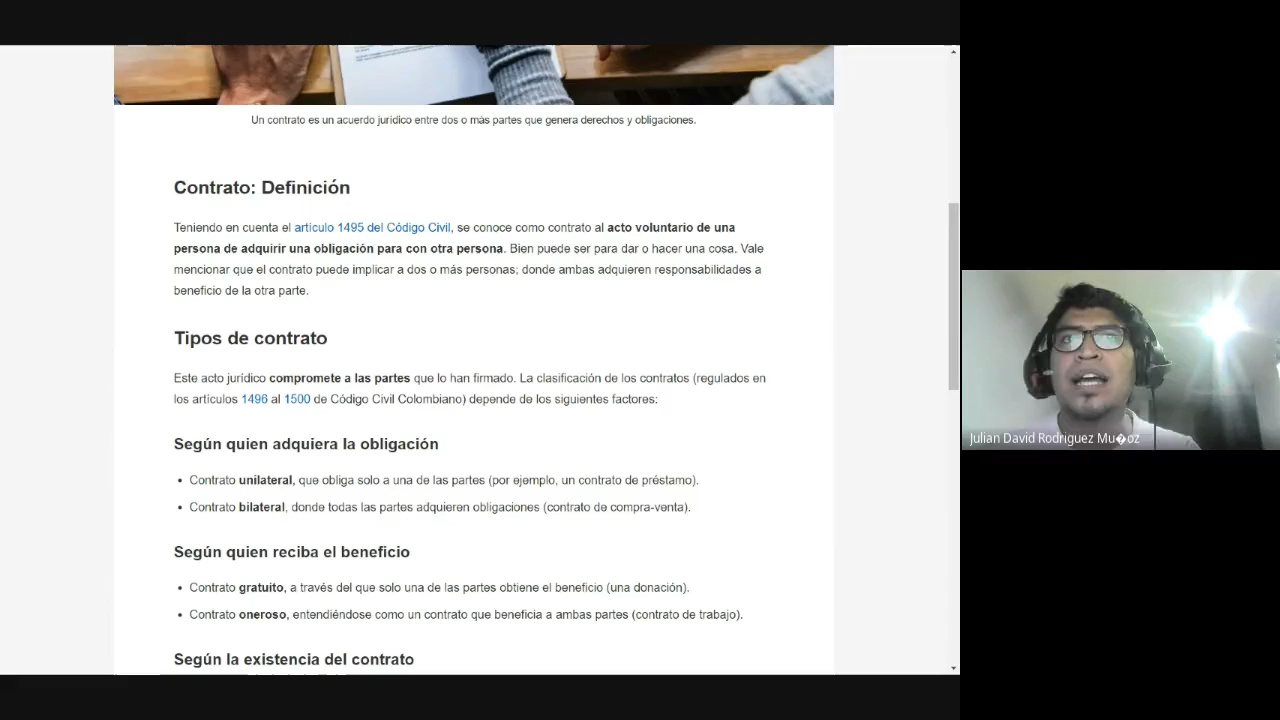 Un contrato es un acuerdo jurídico entre dos o más partes que genera derechos y obligaciones.
Contrato: Definición
Teniendo en cuenta el artículo 1495 del Código Civil, se conoce como contrato al acto voluntario de una
persona de adquirir una obligación para con otra persona. Bien puede ser para dar o hacer una cosa. Vale
mencionar que el contrato puede implicar a dos o más personas; donde ambas adquieren responsabilidades a
beneficio de la otra parte.
Tipos de contrato
Este acto jurídico compromete a las partes que lo han firmado. La clasificación de los contratos (regulados en
los artículos 1496 al 1500 de Código Civil Colombiano) depende de los siguientes factores:
Según quien adquiera la obligación
• Contrato unilateral, que obliga solo a una de las partes (por ejemplo, un contrato de préstamo).
• Contrato bilateral, donde todas las partes adquieren obligaciones (contrato de compra-venta).
Según quien reciba el beneficio
• Contrato gratuito, a través del que solo una de las partes obtiene el beneficio (una donación).
• Contrato oneroso, entendiéndose como un contrato que beneficia a ambas partes (contrato de trabajo).
Según la existencia del contrato
Julian David Rodriguez Mu�oz